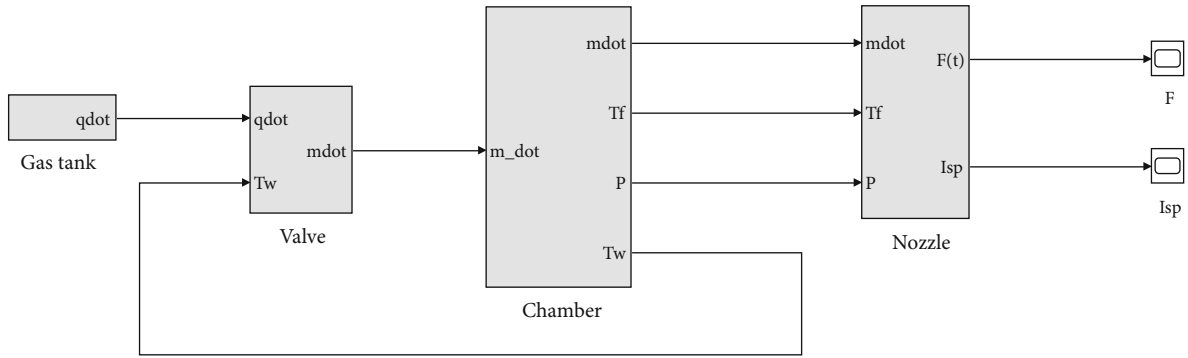 qdot
Gas tank
qdot
mdot
Tw
Valve
m_dot
mdot
Tf
P
Tw
Chamber
mdot
F(t)
Tf
Isp
P
Nozzle
F
Isp